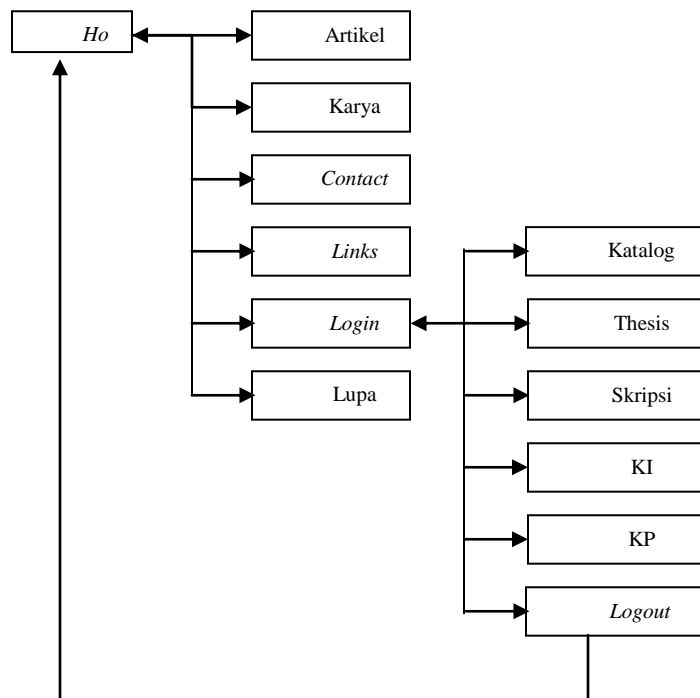 Ho
Artikel
Karya
Contact
Links
Login
Lupa
Katalog
Thesis
Skripsi
KI
KP
Logout